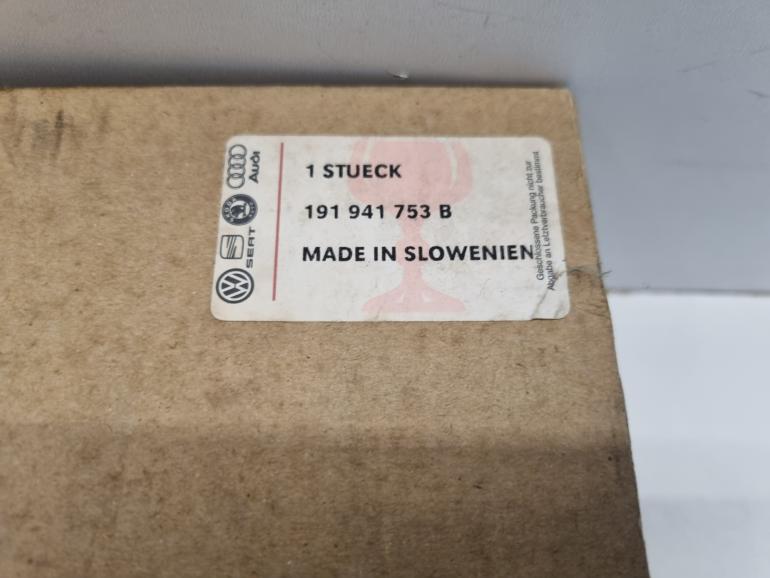 1 STUECK
191 941 753 B
MADE IN SLOWENIEN
Audi
SEAT
Geschlossene Packung nicht zur
Abgabe an Letztverbraucher bestimmt